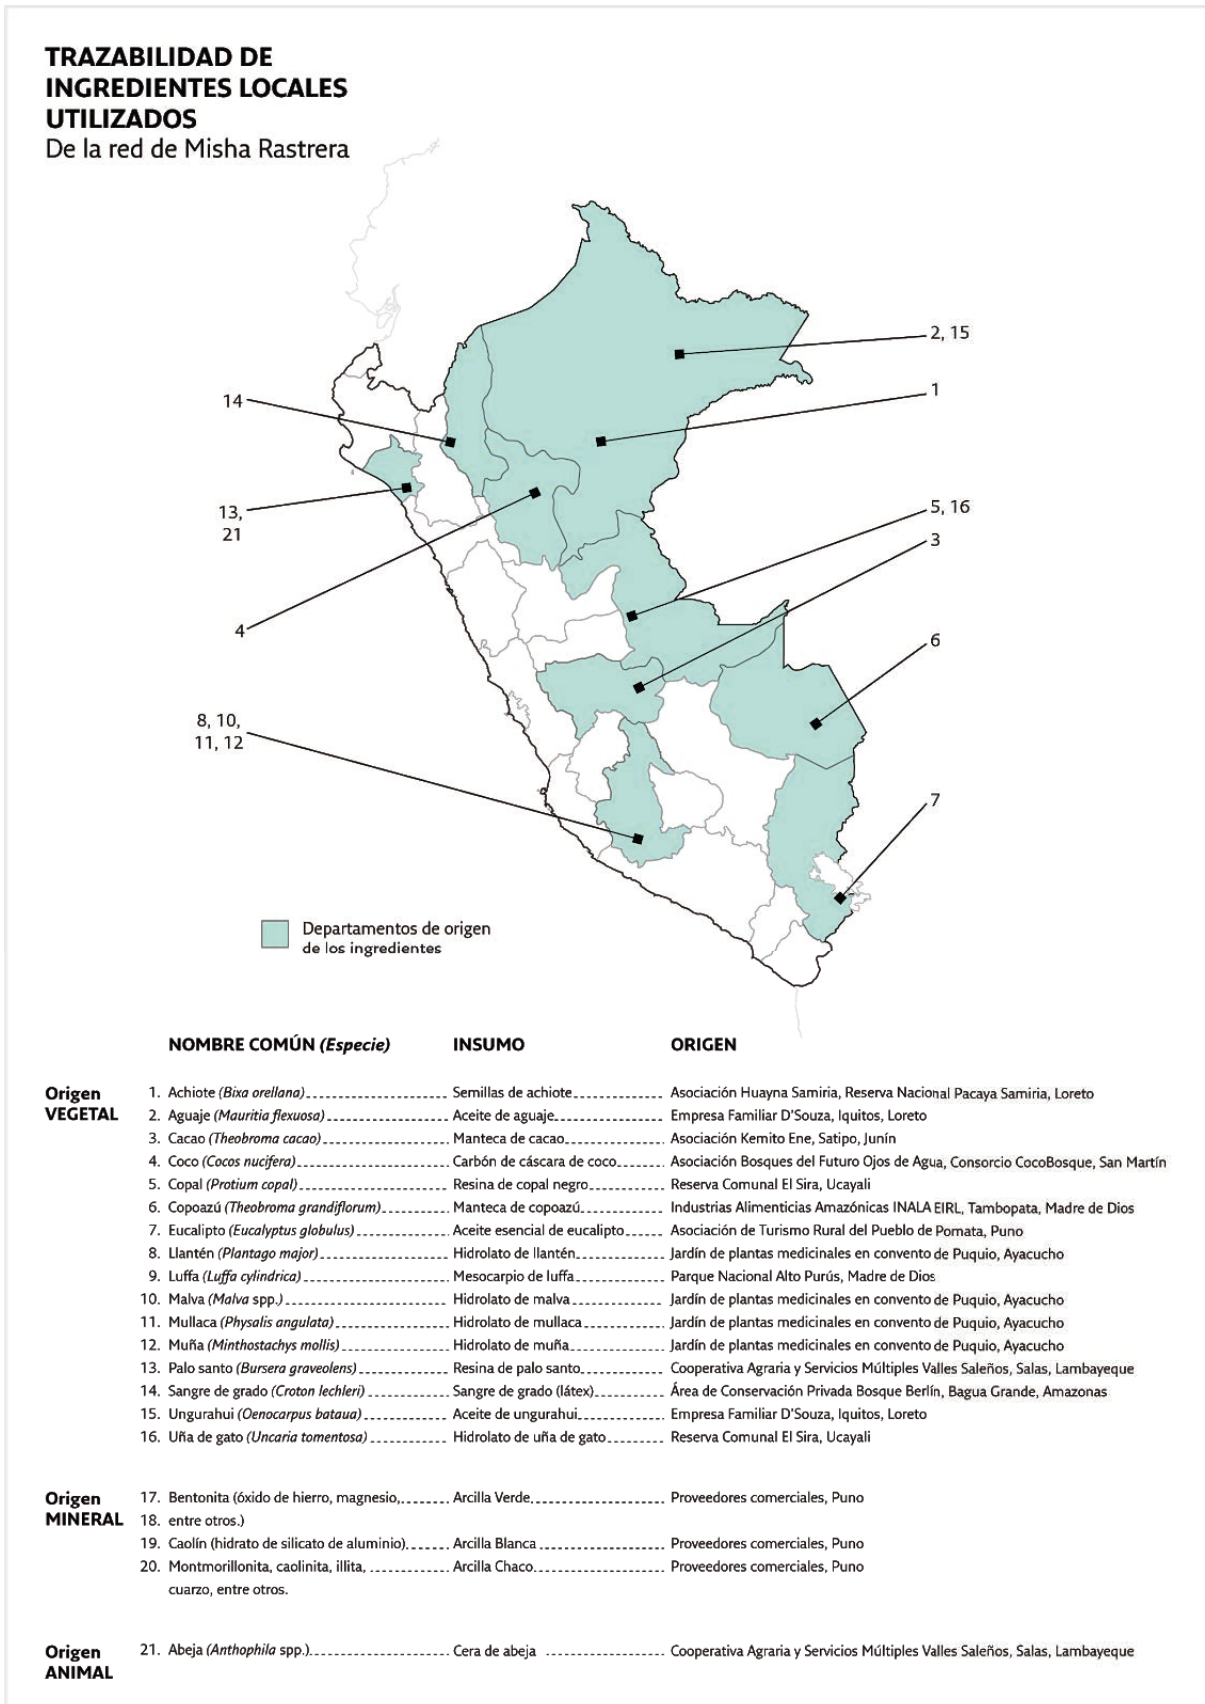 TRAZABILIDAD DE
INGREDIENTES LOCALES
UTILIZADOS
De la red de Misha Rastrera
2, 15
14
1
13,
21
5, 16
3
4
6
8, 10,
11, 12
7
Departamentos de origen
de los ingredientes
NOMBRE COMÚN (Especie) INSUMO ORIGEN
Origen
VEGETAL
1. Achiote (Bixa orellana) Semillas de achiote Asociación Huayna Samiria, Reserva Nacional Pacaya Samiria, Loreto
2. Aguaje (Mauritia flexuosa) Aceite de aguaje Empresa Familiar D'Souza, Iquitos, Loreto
3. Cacao (Theobroma cacao) Manteca de cacao Asociación Kemito Ene, Satipo, Junín
4. Coco (Cocos nucifera) Carbón de cáscara de coco Asociación Bosques del Futuro Ojos de Agua, Consorcio CocoBosque, San Martín
5. Copal (Protium copal) Resina de copal negro Reserva Comunal El Sira, Ucayali
6. Copoazú (Theobroma grandiflorum) Manteca de copoazú Industrias Alimenticias Amazónicas INALA EIRL, Tambopata, Madre de Dios
7. Eucalipto (Eucalyptus globulus) Aceite esencial de eucalipto Asociación de Turismo Rural del Pueblo de Pomata, Puno
8. Llantén (Plantago major) Hidrolato de llantén Jardín de plantas medicinales en convento de Puquio, Ayacucho
9. Luffa (Luffa cylindrica) Mesocarpio de luffa Parque Nacional Alto Purús, Madre de Dios
10. Malva (Malva spp.) Hidrolato de malva Jardín de plantas medicinales en convento de Puquio, Ayacucho
11. Mullaca (Physalis angulata) Hidrolato de mullaca Jardín de plantas medicinales en convento de Puquio, Ayacucho
12. Muña (Minthostachys mollis) Hidrolato de muña Jardín de plantas medicinales en convento de Puquio, Ayacucho
13. Palo santo (Bursera graveolens) Resina de palo santo Cooperativa Agraria y Servicios Múltiples Valles Saleños, Salas, Lambayeque
14. Sangre de grado (Croton lechleri) Sangre de grado (látex) Área de Conservación Privada Bosque Berlín, Bagua Grande, Amazonas
15. Ungurahui (Oenocarpus bataua) Aceite de ungurahui Empresa Familiar D'Souza, Iquitos, Loreto
16. Uña de gato (Uncaria tomentosa) Hidrolato de uña de gato Reserva Comunal El Sira, Ucayali
Origen
MINERAL
17. Bentonita (óxido de hierro, magnesio, Arcilla Verde Proveedores comerciales, Puno
18. entre otros.)
19. Caolín (hidrato de silicato de aluminio) Arcilla Blanca Proveedores comerciales, Puno
20. Montmorillonita, caolinita, illita, Arcilla Chaco Proveedores comerciales, Puno
cuarzo, entre otros.
Origen
ANIMAL
21. Abeja (Anthophila spp.) Cera de abeja Cooperativa Agraria y Servicios Múltiples Valles Saleños, Salas, Lambayeque